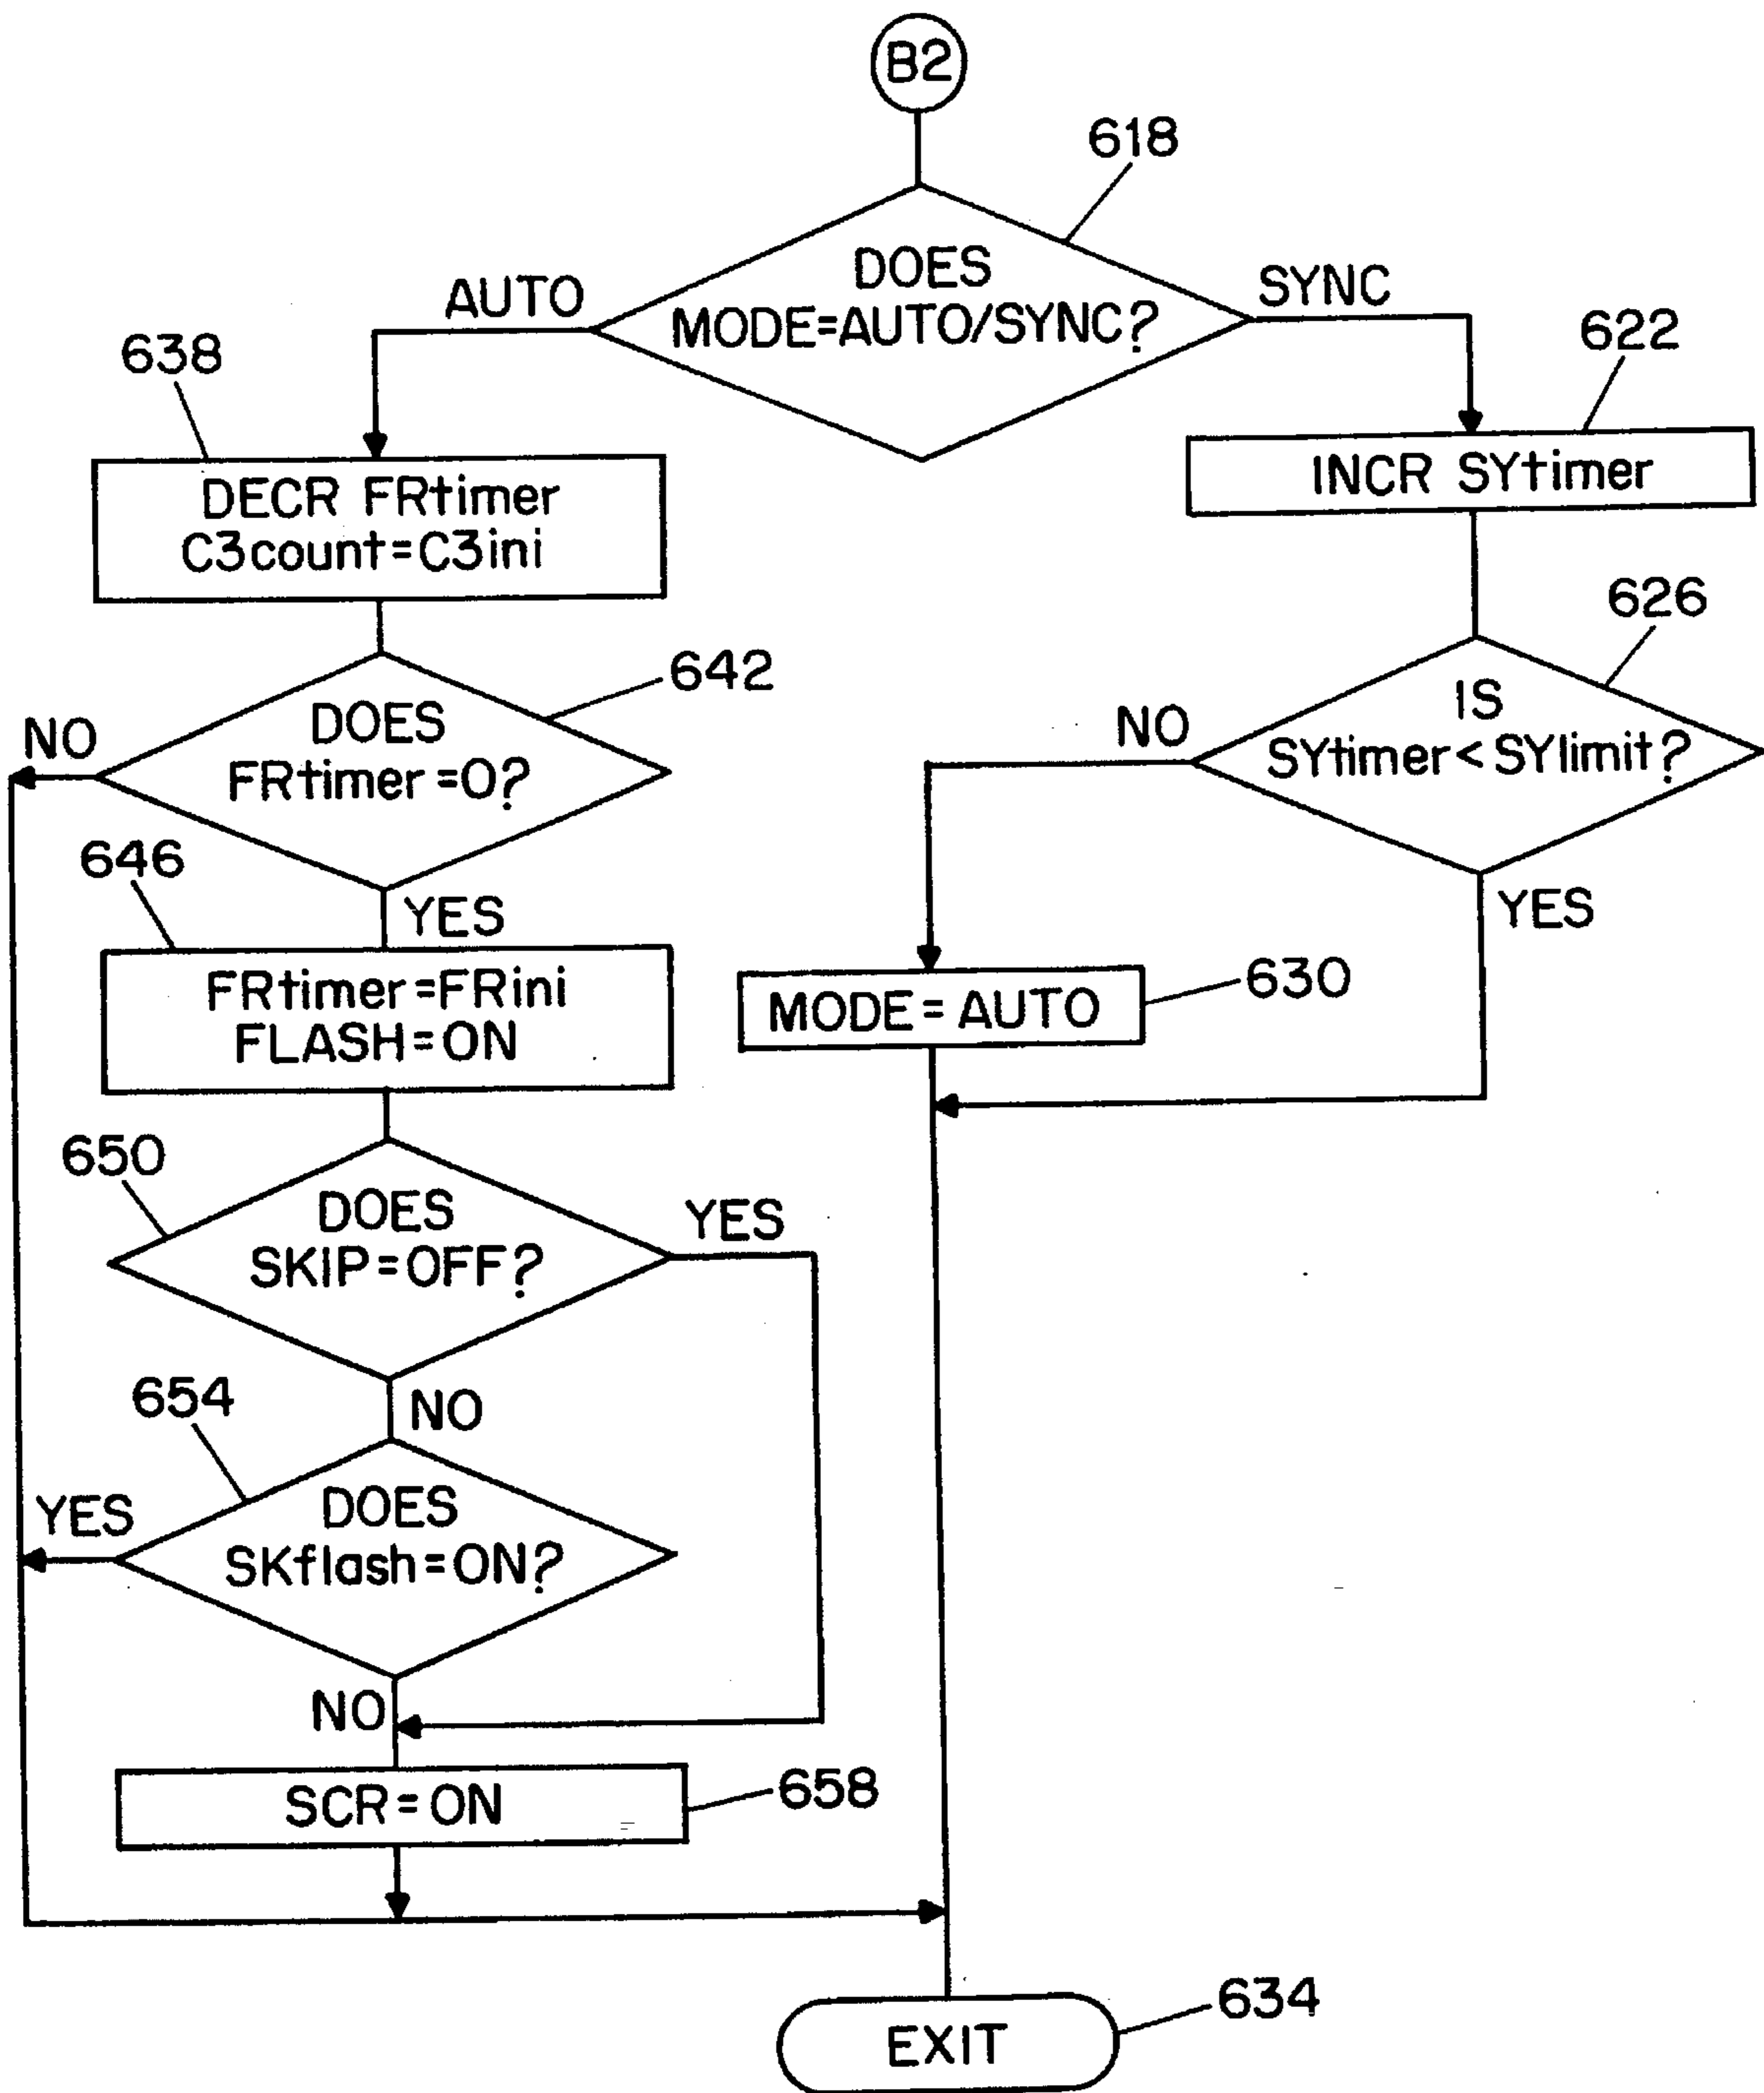 B2
618
DOES
MODE=AUTO/SYNC?
AUTO
SYNC
638
622
DECR FRtimer
C3count=C3ini
INCR SYtimer
626
642
DOES
FRtimer=0?
NO
IS
SYtimer<SYlimit?
NO
YES
646
YES
FRtimer=FRini
FLASH=ON
MODE=AUTO
630
650
DOES
SKIP=OFF?
YES
NO
654
DOES
SKflash=ON?
YES
NO
SCR=ON
658
634
EXIT